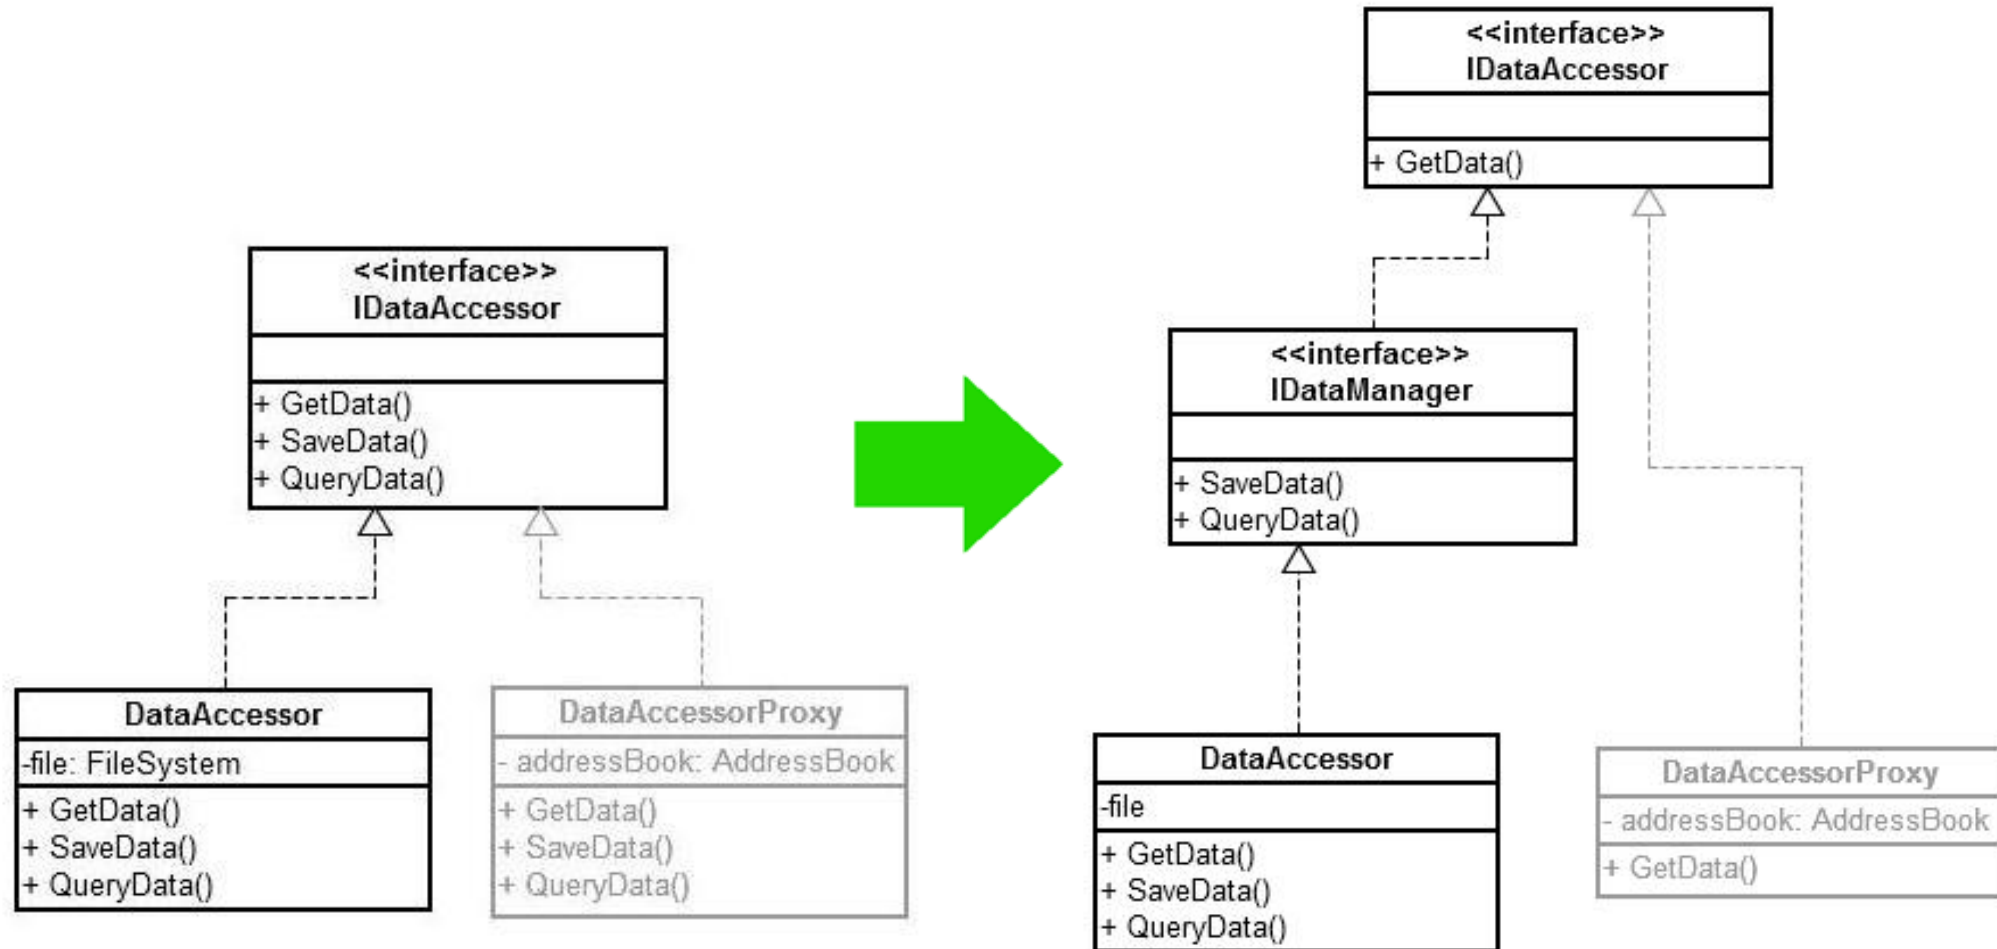 <<interface>>
IDataAccessor
+ GetData()
+ SaveData()
+ QueryData()
DataAccessor
-file: FileSystem
+ GetData()
+ SaveData()
+ QueryData()
DataAccessorProxy
- addressBook: AddressBook
+ GetData()
+ SaveData()
+ QueryData()
<<interface>>
IDataAccessor
+ GetData()
<<interface>>
IDataManager
+ SaveData()
+ QueryData()
DataAccessor
-file
+ GetData()
+ SaveData()
+ QueryData()
DataAccessorProxy
- addressBook: AddressBook
+ GetData()